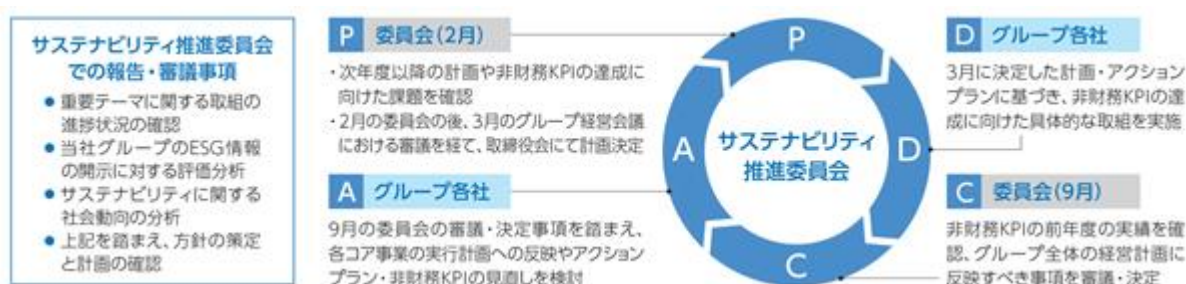 サステナビリティ推進委員会
での報告・審議事項
● 重要テーマに関する取組の
進捗状況の確認
● 当社グループのESG情報
の開示に対する評価分析
● サステナビリティに関する
社会動向の分析
● 上記を踏まえ、方針の策定
と計画の確認
P 委員会(2月)
・次年度以降の計画や非財務KPIの達成に
向けた課題を確認
・2月の委員会の後、3月のグループ経営会議
における審議を経て、取締役会にて計画決定
A グループ各社
9月の委員会の審議・決定事項を踏まえ、
各コア事業の実行計画への反映やアクション
プラン・非財務KPIの見直しを検討
P
A
サステナビリティ
推進委員会
D
C
D グループ各社
3月に決定した計画・アクション
プランに基づき、非財務KPIの達
成に向けた具体的な取組を実施
C 委員会(9月)
非財務KPIの前年度の実績を確
認、グループ全体の経営計画に
反映すべき事項を審議・決定